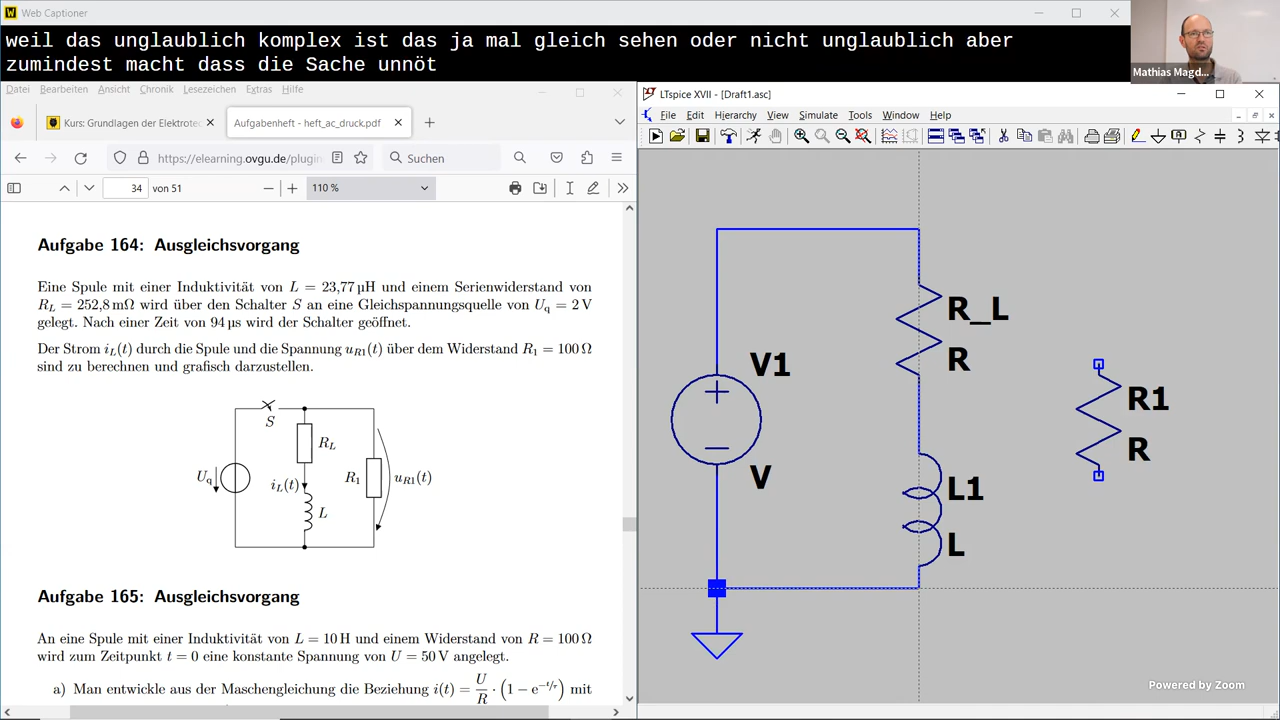 Web Captioner
weil das unglaublich komplex ist das ja mal gleich sehen oder nicht unglaublich aber
zumindest macht dass die Sache unnöt
Mathias Magd...
Datei Bearbeiten Ansicht Chronik Lesezeichen Extras Hilfe
Kurs: Grundlagen der Elektrote
Aufgabenheft - heft_ac_druck.pdf
https://elearning.ovgu.de/plugin
Suchen
34 von 51
110 %
Aufgabe 164: Ausgleichsvorgang
Eine Spule mit einer Induktivität von L = 23,77 µH und einem Serienwiderstand von
R_L = 252,8 mΩ wird über den Schalter S an eine Gleichspannungsquelle von U_q = 2 V
gelegt. Nach einer Zeit von 94 µs wird der Schalter geöffnet.
Der Strom i_L(t) durch die Spule und die Spannung u_R1(t) über dem Widerstand R_1 = 100 Ω
sind zu berechnen und grafisch darzustellen.
S
R_L
U_q
i_L(t)
R_1
u_R1(t)
L
Aufgabe 165: Ausgleichsvorgang
An eine Spule mit einer Induktivität von L = 10 H und einem Widerstand von R = 100 Ω
wird zum Zeitpunkt t = 0 eine konstante Spannung von U = 50 V angelegt.
a) Man entwickle aus der Maschengleichung die Beziehung i(t) = U/R · (1 − e^(−t/τ)) mit
LTspice XVII - [Draft1.asc]
File Edit Hierarchy View Simulate Tools Window Help
R_L
R
V1
V
R1
R
L1
L
Powered by Zoom